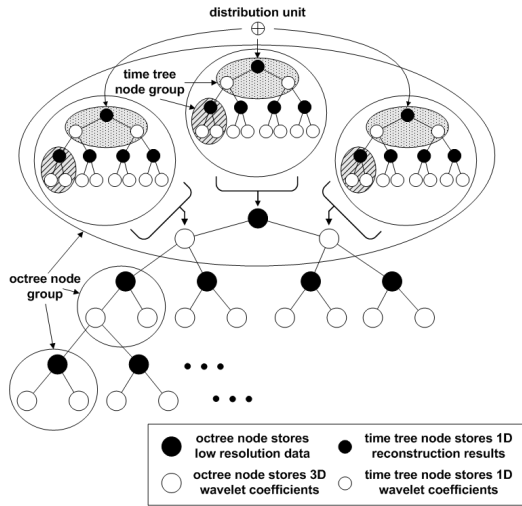 distribution unit
time tree
node group
octree node
group
octree node stores
low resolution data
time tree node stores 1D
reconstruction results
octree node stores 3D
wavelet coefficients
time tree node stores 1D
wavelet coefficients